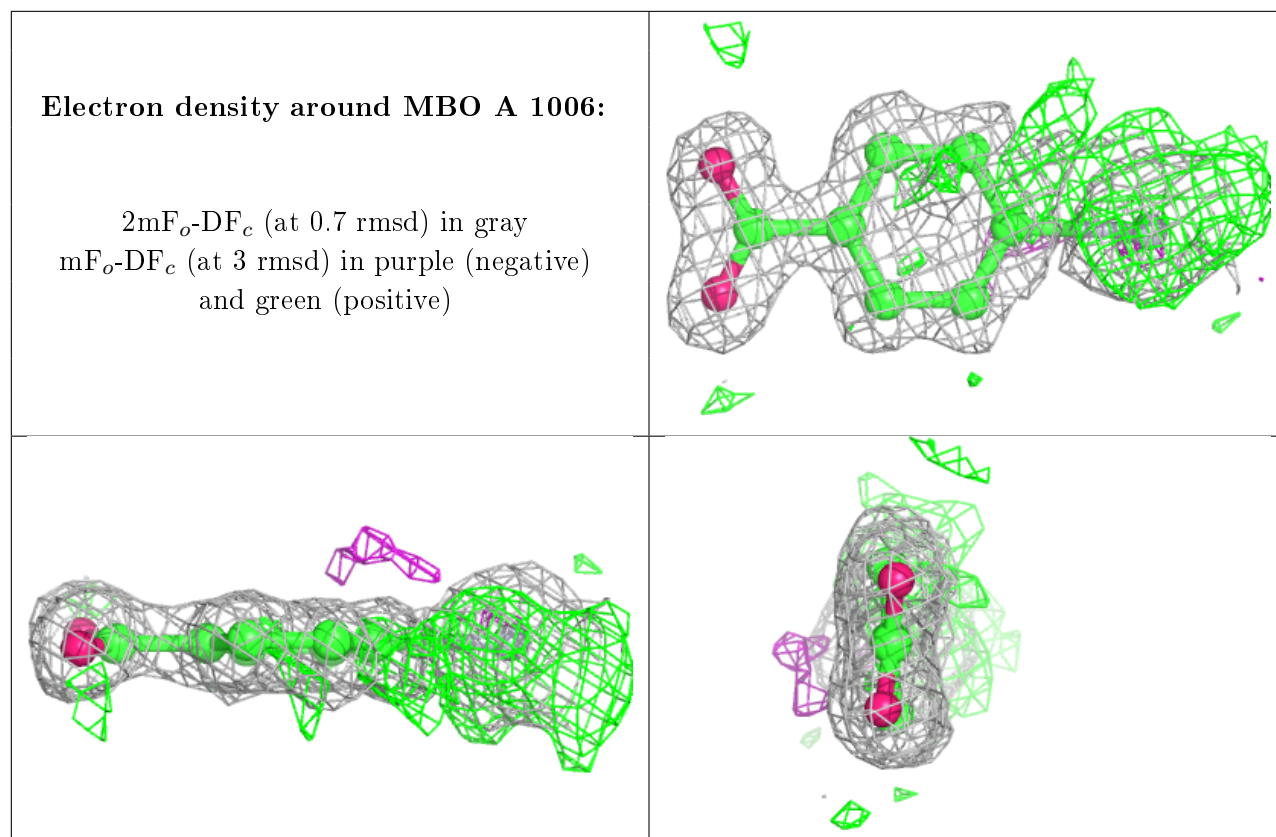 Electron density around MBO A 1006:
2mFₒ-DF𝒸 (at 0.7 rmsd) in gray
mFₒ-DF𝒸 (at 3 rmsd) in purple (negative)
and green (positive)